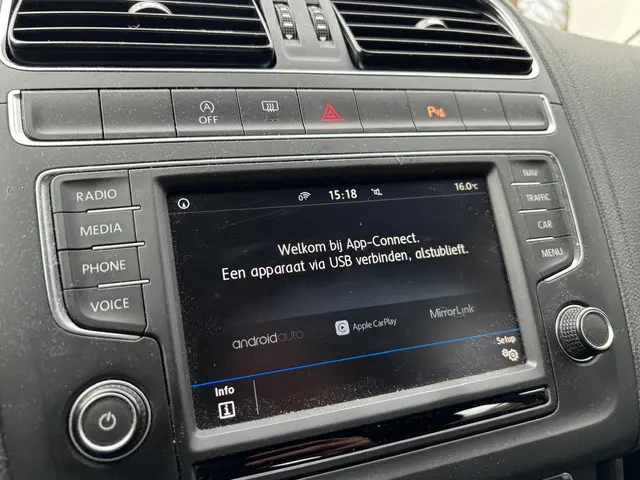 A
OFF
P
RADIO
MEDIA
PHONE
VOICE
15:18
16.0°C
NAV
TRAFFIC
CAR
MENU
Welkom bij App-Connect.
Een apparaat via USB verbinden, alstublieft.
androidauto
Apple CarPlay
MirrorLink
Info
i
Setup